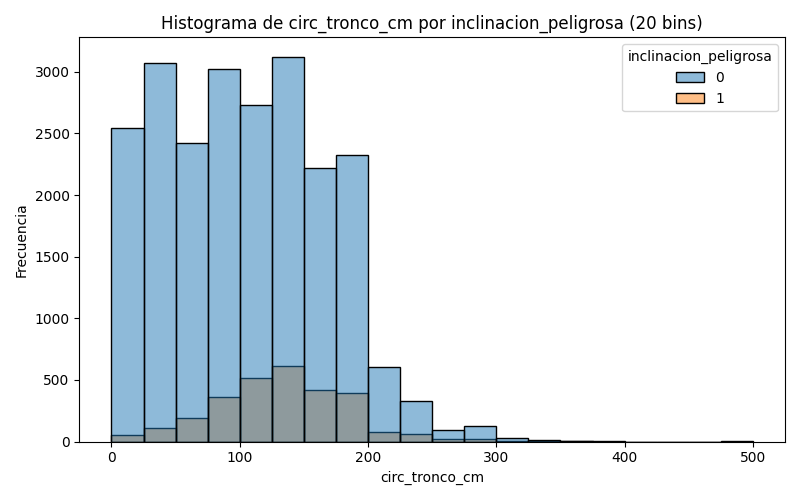 Histograma de circ_tronco_cm por inclinacion_peligrosa (20 bins)
inclinacion_peligrosa
0
1
Frecuencia
3000
2500
2000
1500
1000
500
0
0 100 200 300 400 500
circ_tronco_cm